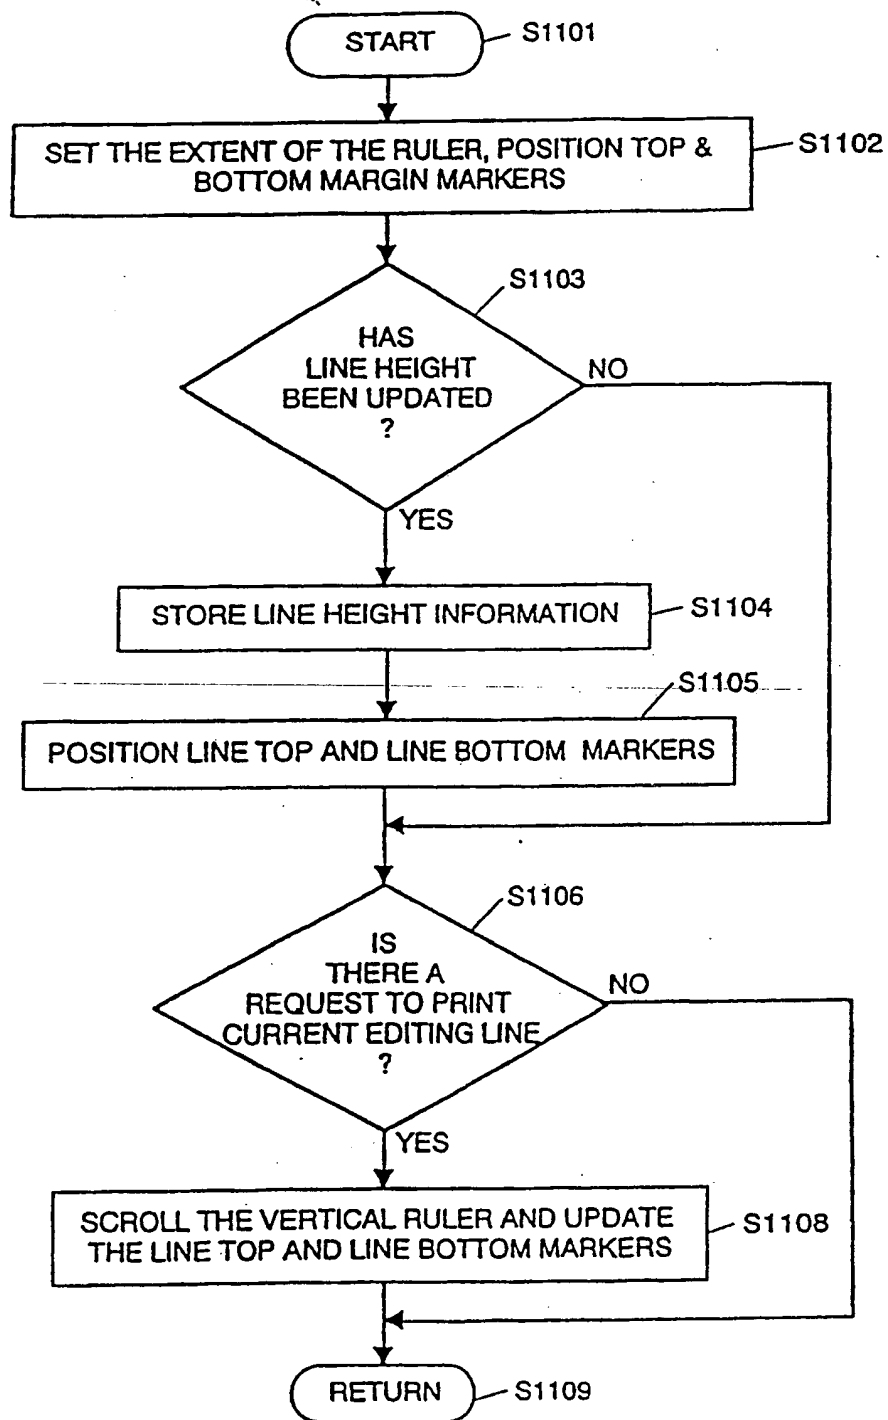 START
S1101
SET THE EXTENT OF THE RULER, POSITION TOP &
BOTTOM MARGIN MARKERS
S1102
S1103
HAS
LINE HEIGHT
BEEN UPDATED
?
NO
YES
STORE LINE HEIGHT INFORMATION
S1104
S1105
POSITION LINE TOP AND LINE BOTTOM MARKERS
S1106
IS
THERE A
REQUEST TO PRINT
CURRENT EDITING LINE
?
NO
YES
SCROLL THE VERTICAL RULER AND UPDATE
THE LINE TOP AND LINE BOTTOM MARKERS
S1108
RETURN
S1109